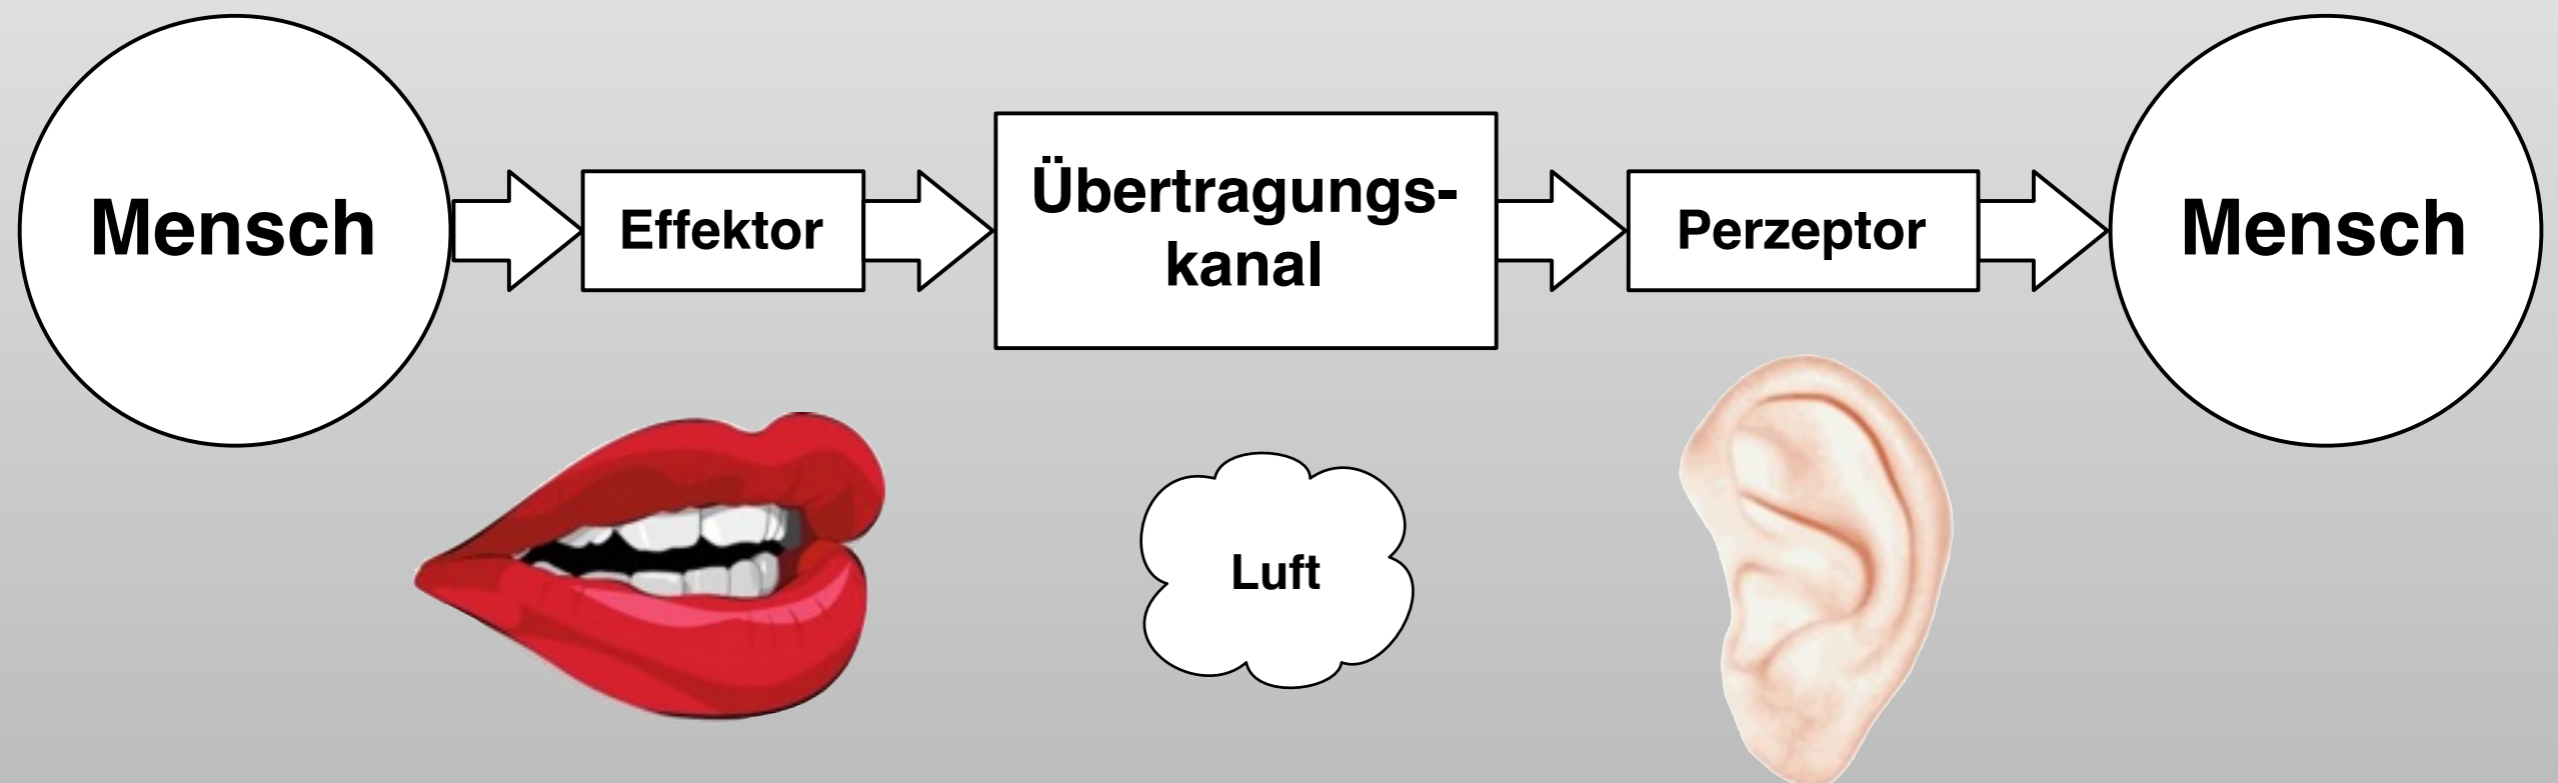 Mensch
Effektor
Übertragungs-
kanal
Perzeptor
Mensch
Luft